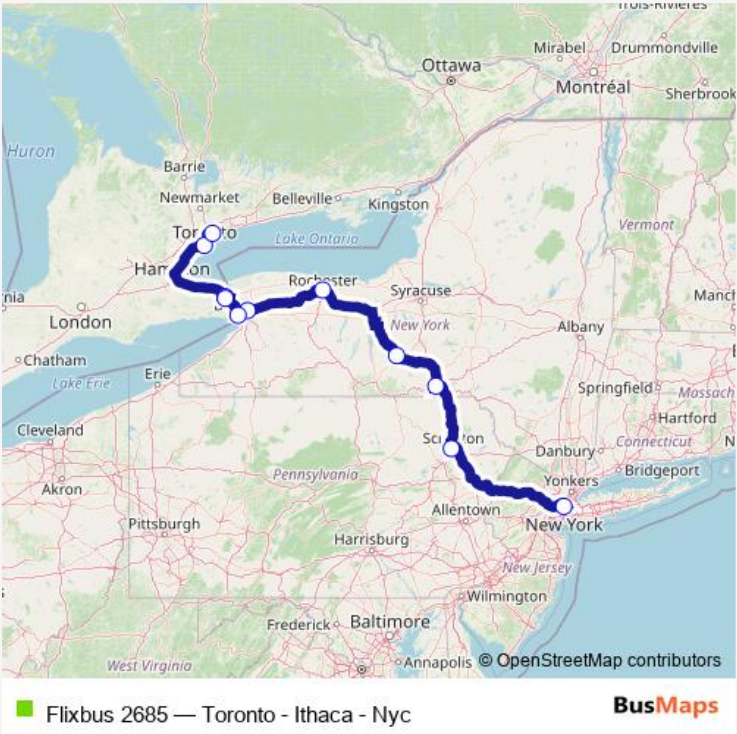 Trois-Rivières
Mirabel
Drummondville
Ottawa
Montréal
Sherbrook
Huron
Barrie
Newmarket
Belleville
Kingston
Vermont
Lake Ontario
Rochester
Syracuse
Manch
London
New York
Albany
Chatham
Lake Erie
Erie
Springfield
Massach
Hartford
Cleveland
Danbury
Connecticut
Akron
Pennsylvania
Yonkers
Bridgeport
Allentown
New York
Pittsburgh
Harrisburg
New Jersey
Wilmington
Frederick
Baltimore
West Virginia
Annapolis
© OpenStreetMap contributors
BusMaps
Flixbus 2685 — Toronto - Ithaca - Nyc